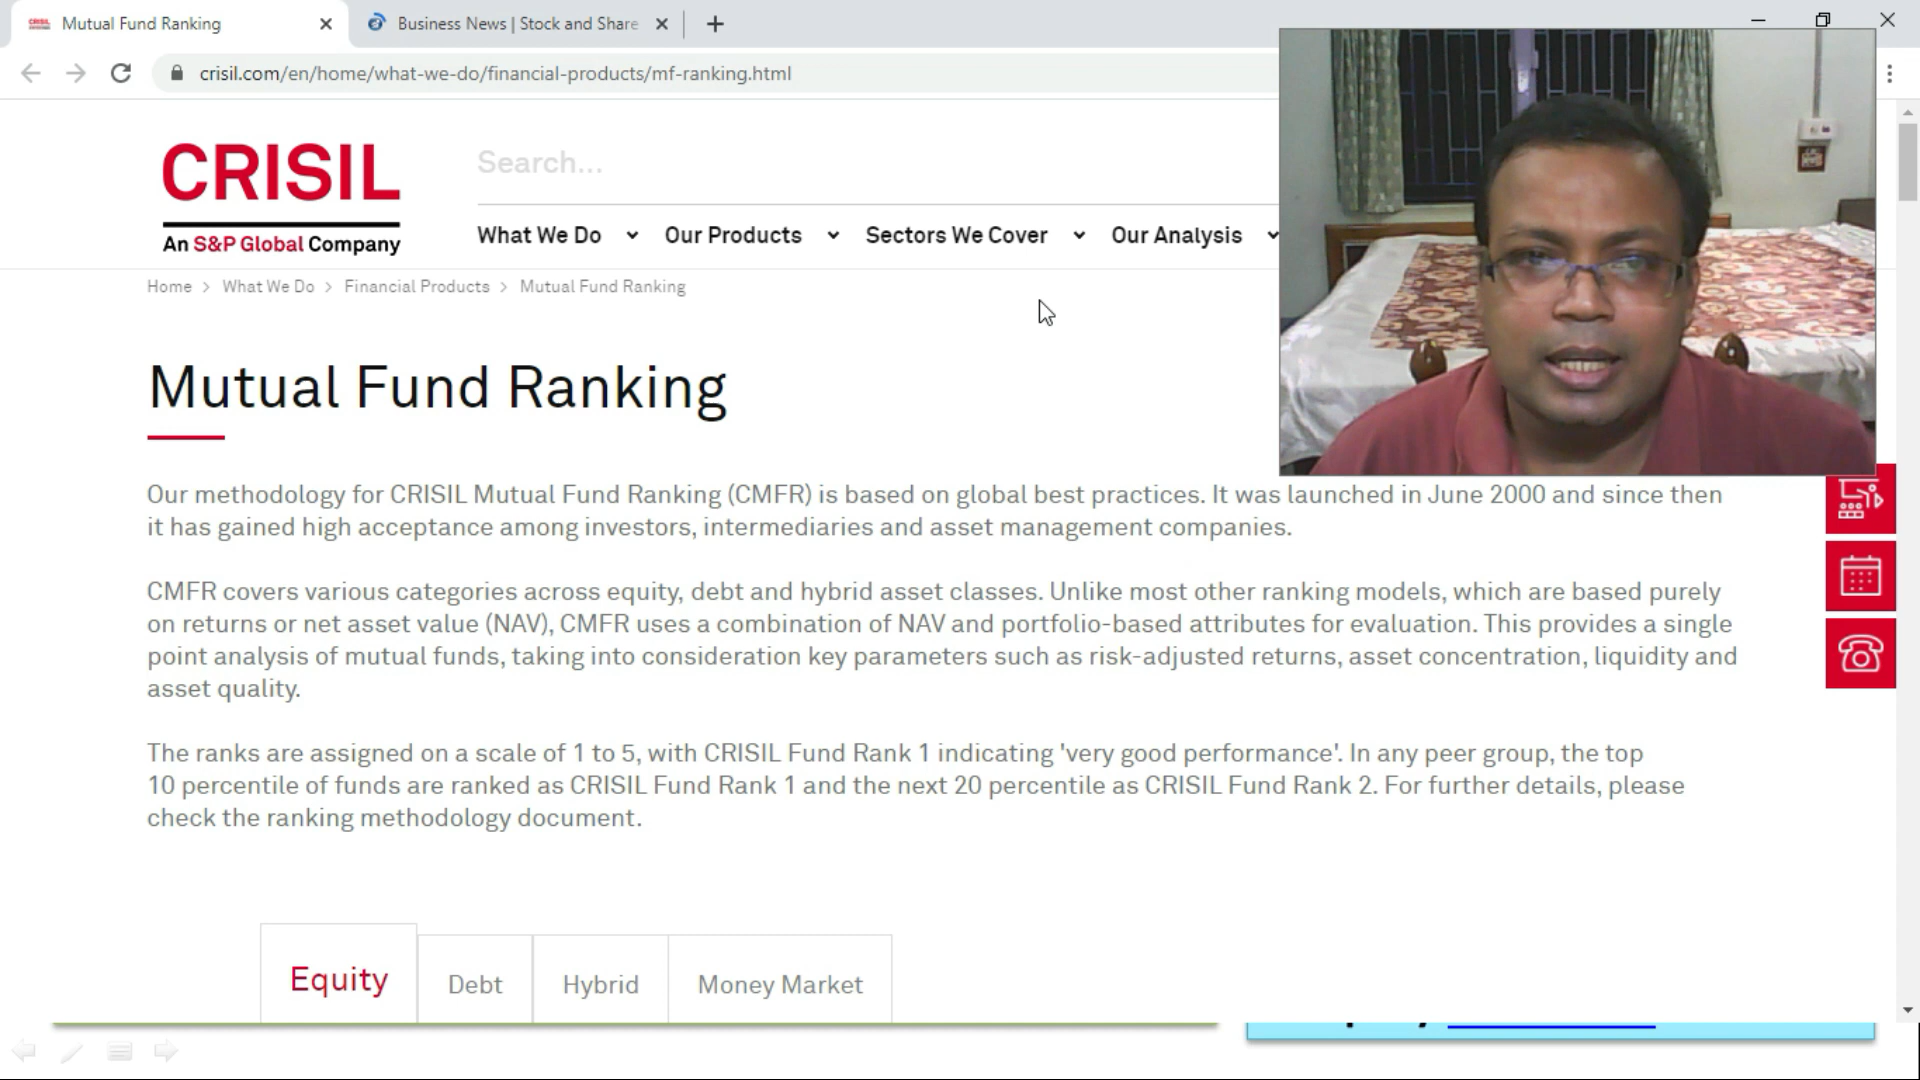 Mutual Fund Ranking
Business News | Stock and Share
crisil.com/en/home/what-we-do/financial-products/mf-ranking.html
CRISIL
An S&P Global Company
Search...
What We Do
Our Products
Sectors We Cover
Our Analysis
Home > What We Do > Financial Products > Mutual Fund Ranking
Mutual Fund Ranking
Our methodology for CRISIL Mutual Fund Ranking (CMFR) is based on global best practices. It was launched in June 2000 and since then
it has gained high acceptance among investors, intermediaries and asset management companies.
CMFR covers various categories across equity, debt and hybrid asset classes. Unlike most other ranking models, which are based purely
on returns or net asset value (NAV), CMFR uses a combination of NAV and portfolio-based attributes for evaluation. This provides a single
point analysis of mutual funds, taking into consideration key parameters such as risk-adjusted returns, asset concentration, liquidity and
asset quality.
The ranks are assigned on a scale of 1 to 5, with CRISIL Fund Rank 1 indicating 'very good performance'. In any peer group, the top
10 percentile of funds are ranked as CRISIL Fund Rank 1 and the next 20 percentile as CRISIL Fund Rank 2. For further details, please
check the ranking methodology document.
Equity
Debt
Hybrid
Money Market